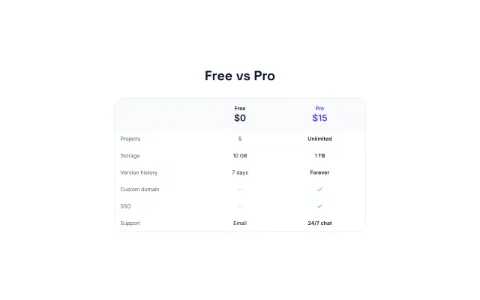 Free vs Pro
Free Pro
$0 $15
Projects 5 Unlimited
Storage 10 GB 1 TB
Version history 7 days Forever
Custom domain — ✓
SSO — ✓
Support Email 24/7 chat